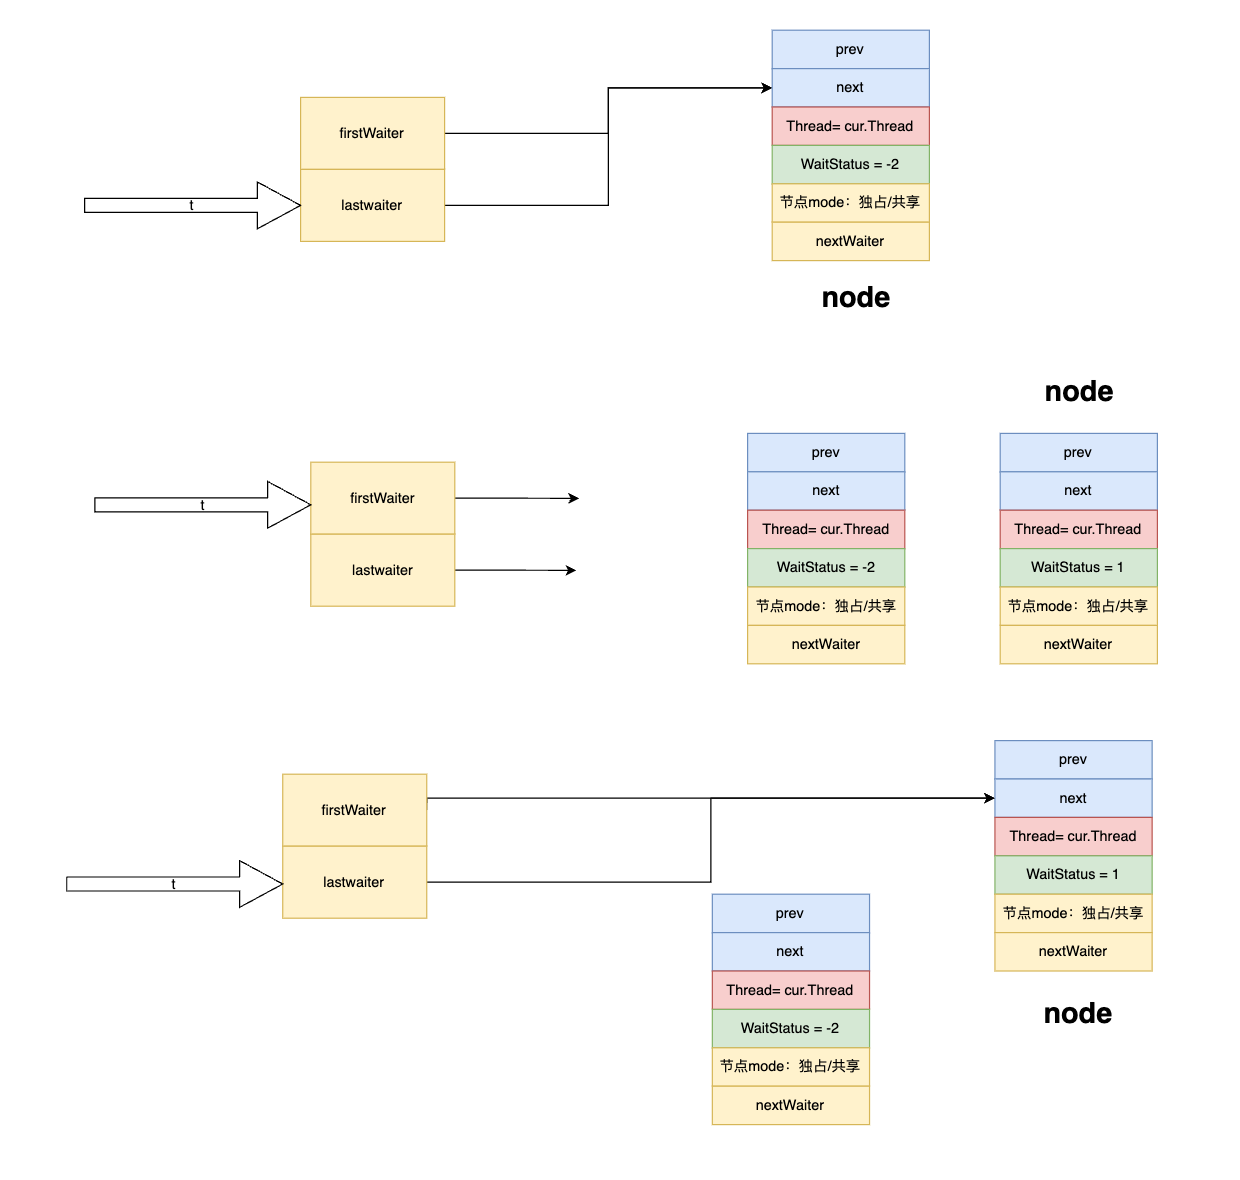 prev
next
Thread= cur.Thread
WaitStatus = -2
节点mode：独占/共享
nextWaiter
node
firstWaiter
lastwaiter
t
node
prev
next
Thread= cur.Thread
WaitStatus = -2
节点mode：独占/共享
nextWaiter
prev
next
Thread= cur.Thread
WaitStatus = 1
节点mode：独占/共享
nextWaiter
firstWaiter
lastwaiter
t
prev
next
Thread= cur.Thread
WaitStatus = 1
节点mode：独占/共享
nextWaiter
node
firstWaiter
lastwaiter
t
prev
next
Thread= cur.Thread
WaitStatus = -2
节点mode：独占/共享
nextWaiter